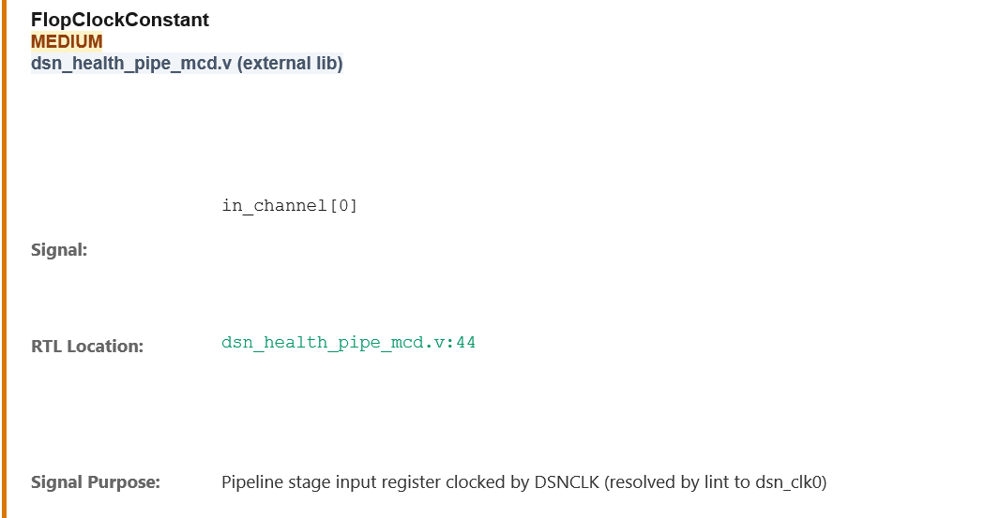 FlopClockConstant
MEDIUM
dsn_health_pipe_mcd.v (external lib)
in_channel[0]
Signal:
RTL Location: dsn_health_pipe_mcd.v:44
Signal Purpose: Pipeline stage input register clocked by DSNCLK (resolved by lint to dsn_clk0)